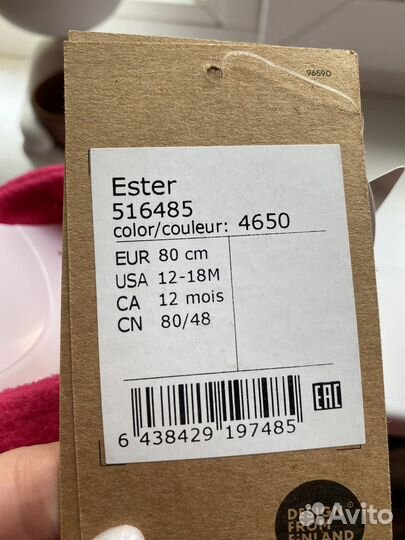 96590
Ester
516485
color/couleur: 4650
EUR 80 cm
USA 12-18M
CA 12 mois
CN 80/48
EAC
6 438429 197485
DESIGN
FROM
FINLAND
Avito